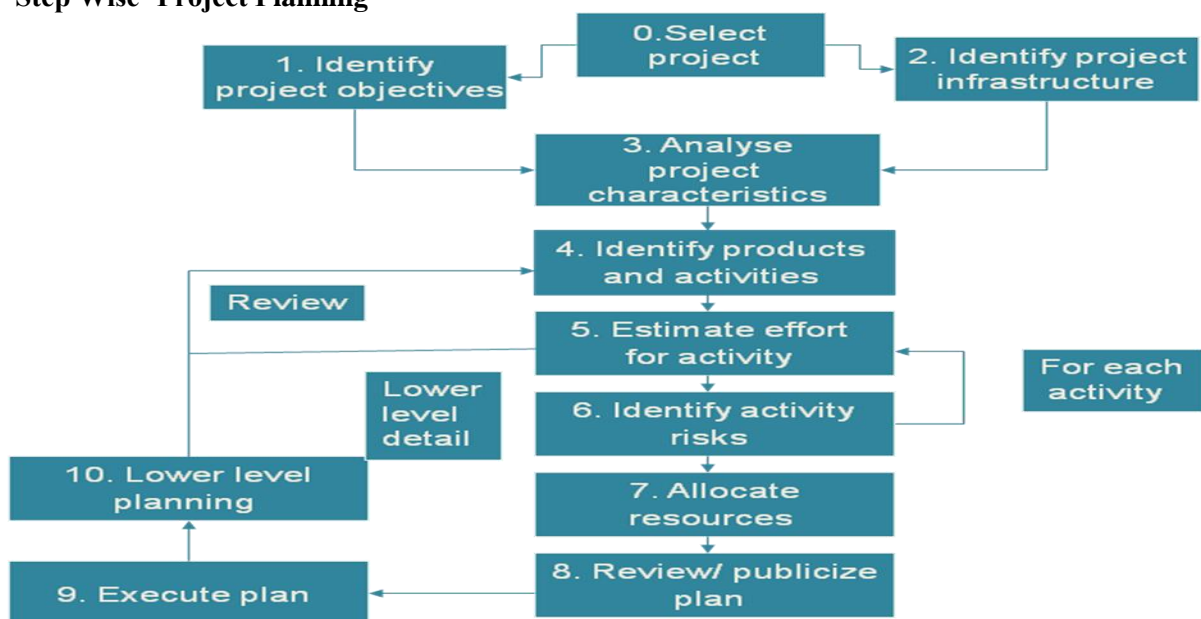 Step Wise Project Planning
0.Select
project
1. Identify
project objectives
2. Identify project
infrastructure
3. Analyse
project
characteristics
4. Identify products
and activities
Review
5. Estimate effort
for activity
For each
activity
Lower
level
detail
6. Identify activity
risks
10. Lower level
planning
7. Allocate
resources
8. Review/ publicize
plan
9. Execute plan